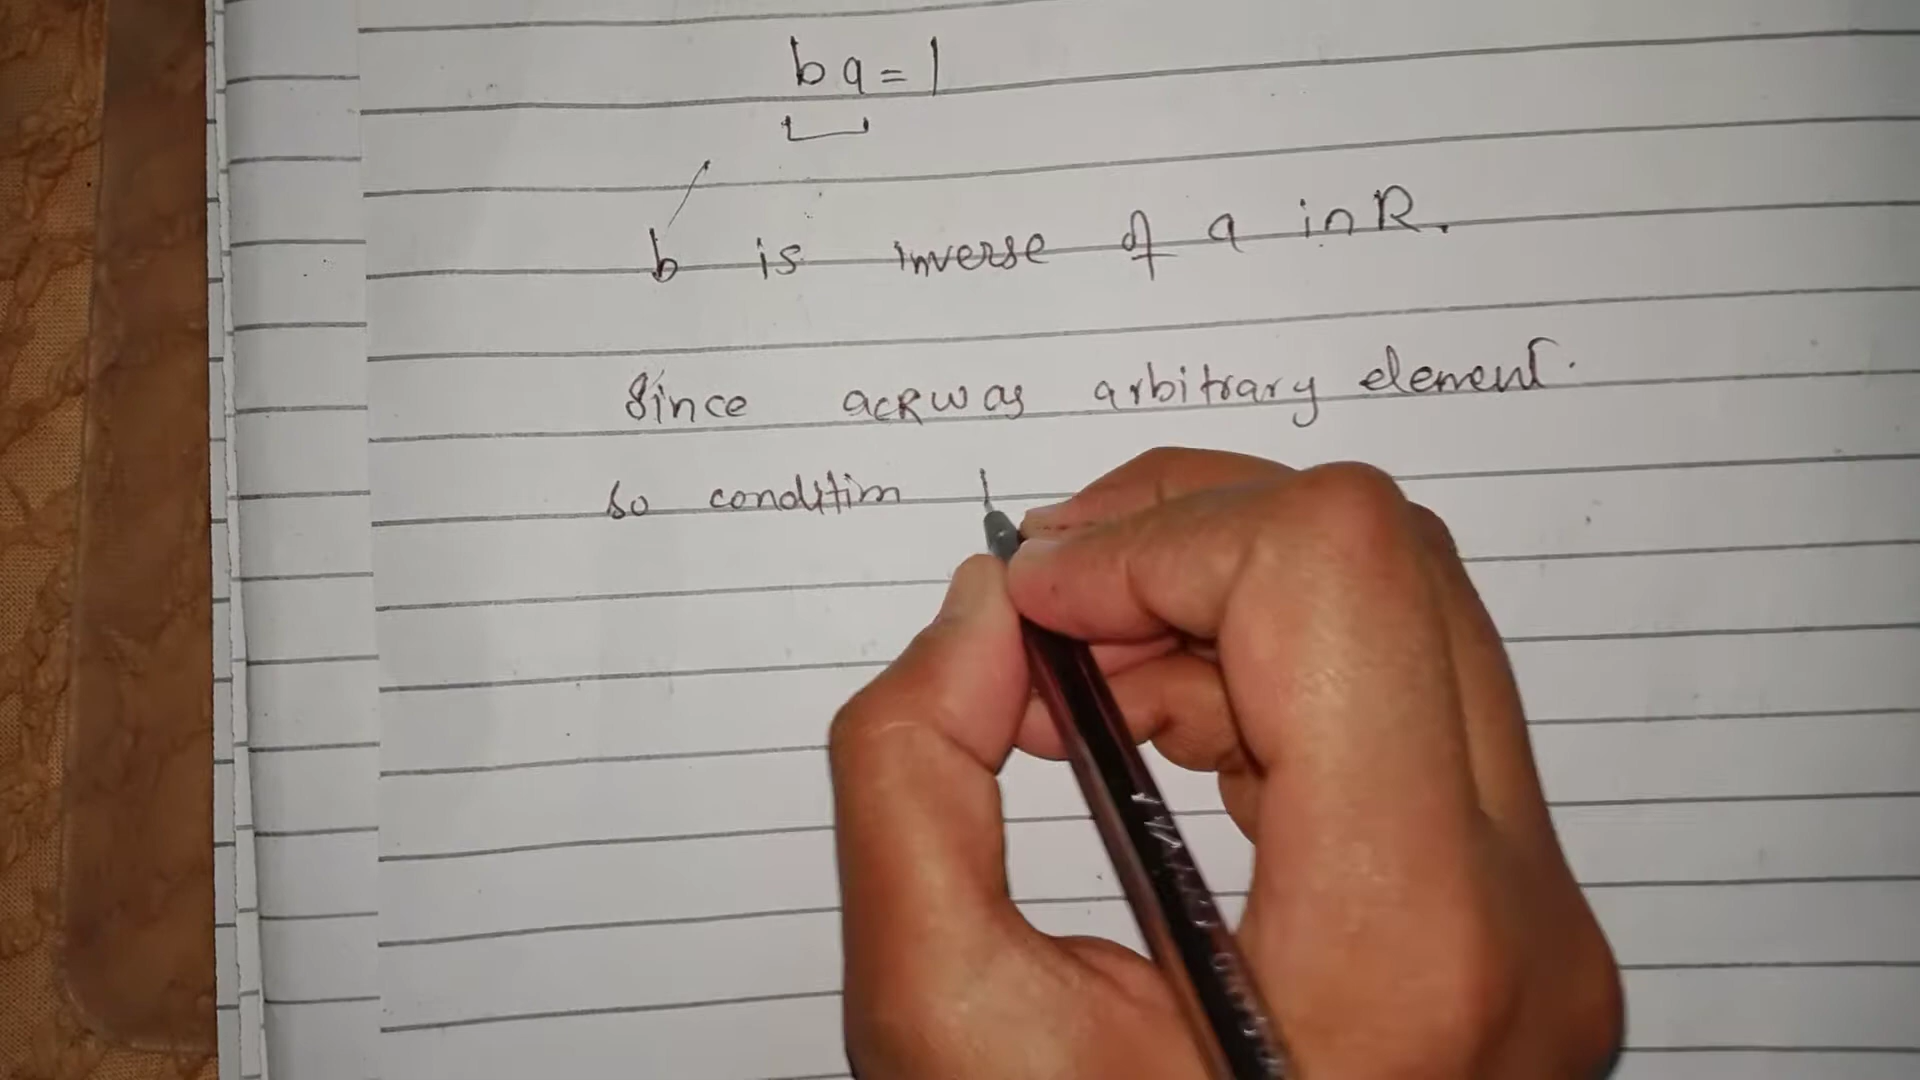 ba = 1
b is inverse of a in R.
Since a∈R was arbitrary element.
so condition